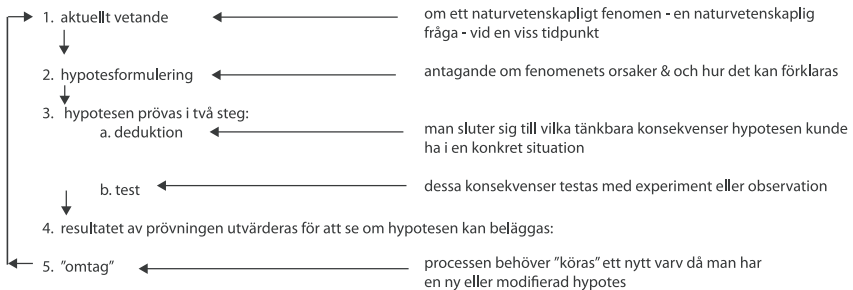 1. aktuellt vetande
om ett naturvetenskapligt fenomen - en naturvetenskaplig
fråga - vid en viss tidpunkt
2. hypotesformulering
antagande om fenomenets orsaker & och hur det kan förklaras
3. hypotesen prövas i två steg:
a. deduktion
man sluter sig till vilka tänkbara konsekvenser hypotesen kunde
ha i en konkret situation
b. test
dessa konsekvenser testas med experiment eller observation
4. resultatet av prövningen utvärderas för att se om hypotesen kan beläggas:
5. "omtag"
processen behöver "köras" ett nytt varv då man har
en ny eller modifierad hypotes